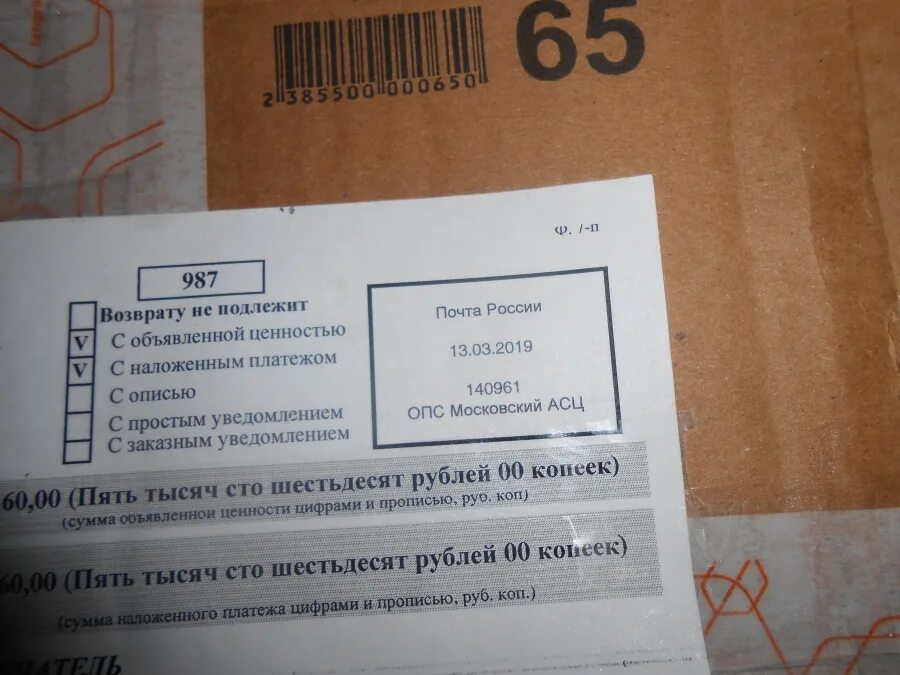 65
2 385500 000650
Ф. 7-п
987
Возврату не подлежит
V С объявленной ценностью
V С наложенным платежом
С описью
С простым уведомлением
С заказным уведомлением
Почта России
13.03.2019
140961
ОПС Московский АСЦ
60,00 (Пять тысяч сто шестьдесят рублей 00 копеек)
(сумма объявленной ценности цифрами и прописью, руб. коп)
60,00 (Пять тысяч сто шестьдесят рублей 00 копеек)
(сумма наложенного платежа цифрами и прописью, руб. коп.)